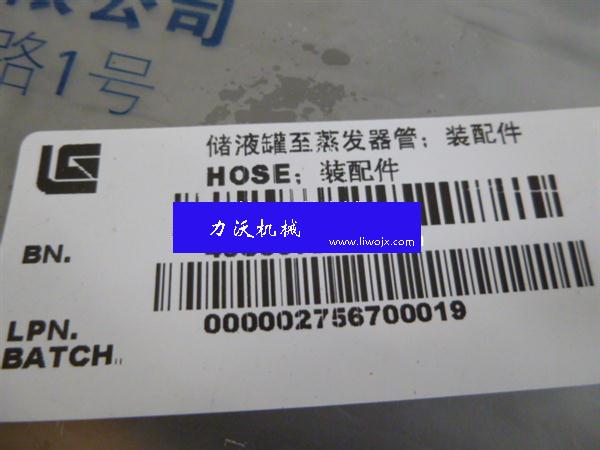 限公司
路1号
储液罐至蒸发器管；装配件
HOSE；装配件
力沃机械
www.liwojx.com
BN.
000002756700019
LPN.
BATCH